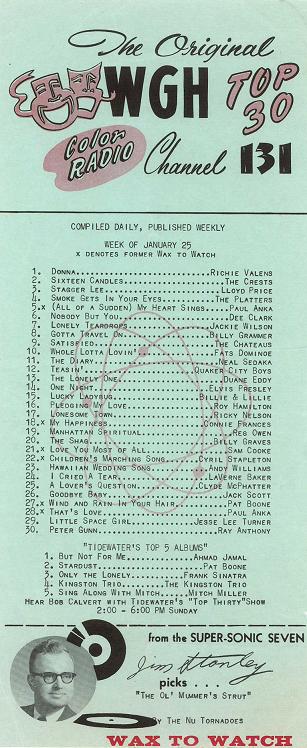 The Original
WGH TOP 30
Color RADIO Channel 131
COMPILED DAILY, PUBLISHED WEEKLY
WEEK OF JANUARY 25
X DENOTES FORMER WAX TO WATCH
1. DONNA...RICHIE VALENS
2. SIXTEEN CANDLES...THE CRESTS
3. STAGGER LEE...LLOYD PRICE
4. SMOKE GETS IN YOUR EYES...THE PLATTERS
5.X (ALL OF A SUDDEN) MY HEART SINGS...PAUL ANKA
6. NOBODY BUT YOU...DEE CLARK
7. LONELY TEARDROPS...JACKIE WILSON
8. GOTTA TRAVEL ON...BILLY GRAMMER
9. SATISIED...THE CHATEAUS
10. WHOLE LOTTA LOVIN'...FATS DOMINOE
11. THE DIARY...NEAL SEDAKA
12. TEASIN'...QUAKER CITY BOYS
13. THE LONELY ONE...DUANE EDDY
14. ONE NIGHT...ELVIS PRESLEY
15. LUCKY LADYBUG...BILLIE & LILLIE
16. PLEDGING MY LOVE...ROY HAMILTON
17. LONESOME TOWN...RICKY NELSON
18.X MY HAPPINESS...CONNIE FRANCES
19. MANHATTAN SPIRITUAL...REG OWEN
20. THE SHAG...BILLY GRAVES
21.X LOVE YOU MOST OF ALL...SAM COOKE
22.X CHILDREN'S MARCHING SONG...CYRIL STAPLETON
23. HAWAIIAN WEDDING SONG...ANDY WILLIAMS
24. I CRIED A TEAR...LAVERNE BAKER
25. A LOVER'S QUESTION...CLYDE MCPHATTER
26. GOODBYE BABY...JACK SCOTT
27.X WIND AND RAIN IN YOUR HAIR...PAT BOONE
28.X THAT'S LOVE...PAUL ANKA
29. LITTLE SPACE GIRL...JESSE LEE TURNER
30. PETER GUNN...RAY ANTHONY
"TIDEWATER'S TOP 5 ALBUMS"
1. BUT NOT FOR ME...AHMAD JAMAL
2. STARDUST...PAT BOONE
3. ONLY THE LONELY...FRANK SINATRA
4. KINGSTON TRIO...THE KINGSTON TRIO
5. SING ALONG WITH MITCH...MITCH MILLER
HEAR BOB CALVERT WITH TIDEWATER'S "TOP THIRTY" SHOW
2:00 - 6:00 PM SUNDAY
from the SUPER-SONIC SEVEN
Jim Stanley
picks . . .
"THE OL' MUMMER'S STRUT"
BY THE NU TORNADOES
WAX TO WATCH